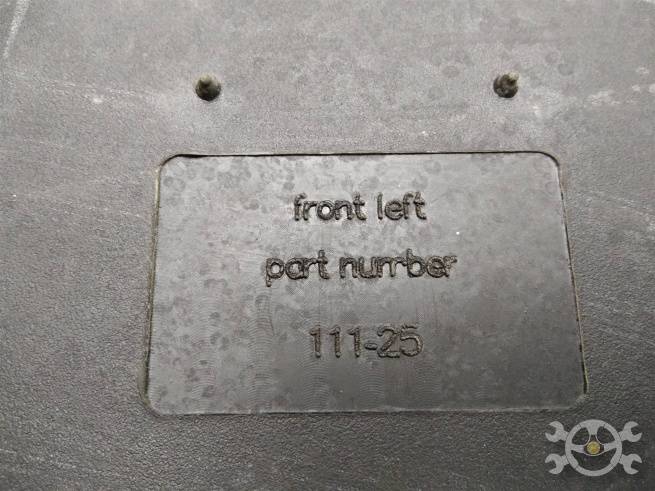 front left
part number
111-25